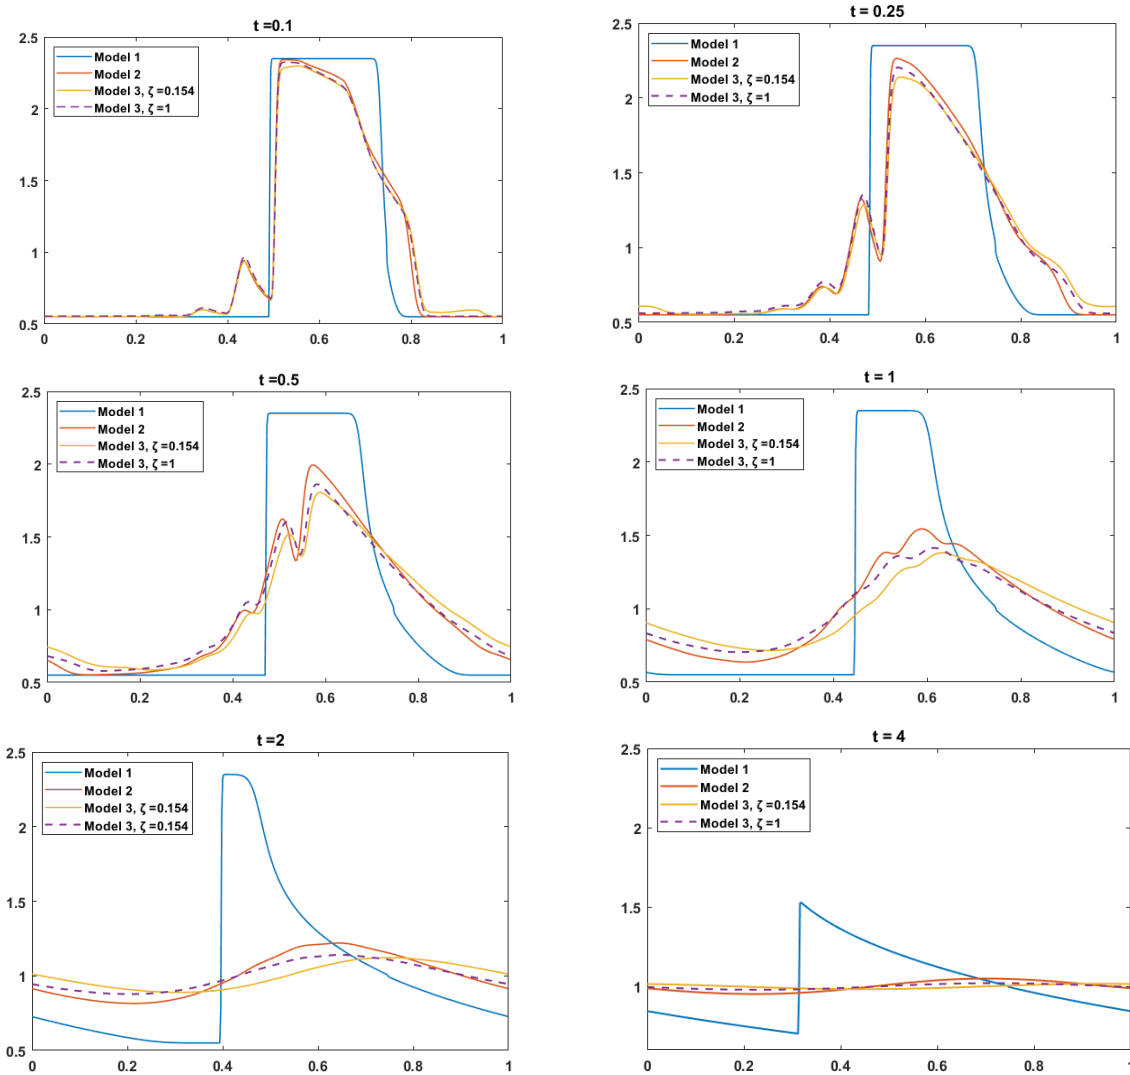 t =0.1
2.5
2
1.5
1
0.5
Model 1
Model 2
Model 3, ζ =0.154
Model 3, ζ =1
0 0.2 0.4 0.6 0.8 1
t = 0.25
2.5
2
1.5
1
0.5
Model 1
Model 2
Model 3, ζ =0.154
Model 3, ζ =1
0 0.2 0.4 0.6 0.8 1
t =0.5
2.5
2
1.5
1
0.5
Model 1
Model 2
Model 3, ζ =0.154
Model 3, ζ =1
0 0.2 0.4 0.6 0.8 1
t = 1
2.5
2
1.5
1
0.5
Model 1
Model 2
Model 3, ζ =0.154
Model 3, ζ =1
0 0.2 0.4 0.6 0.8 1
t =2
2.5
2
1.5
1
0.5
Model 1
Model 2
Model 3, ζ =0.154
Model 3, ζ =0.154
0 0.2 0.4 0.6 0.8 1
t = 4
2.5
2
1.5
1
Model 1
Model 2
Model 3, ζ =0.154
Model 3, ζ =1
0 0.2 0.4 0.6 0.8 1